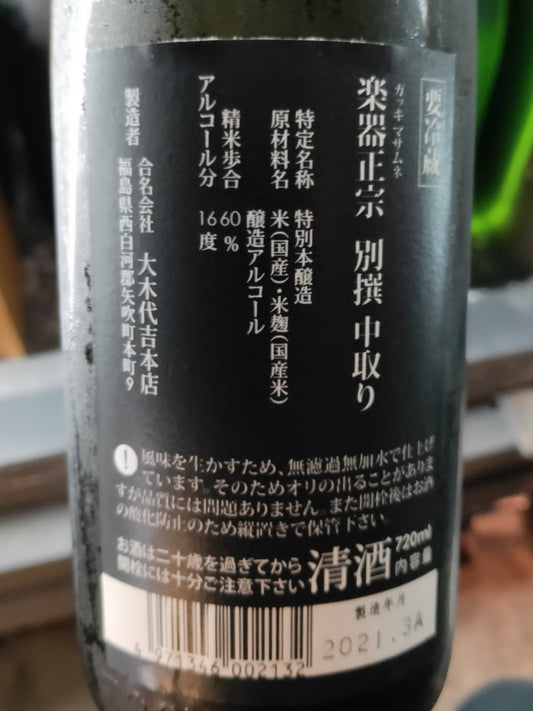 要冷蔵
ガッキ マサムネ
楽器正宗 別撰 中取り
特定名称 特別本醸造
原材料名 米(国産)・米麹(国産米)
醸造アルコール
精米歩合 60%
アルコール分 16度
製造者 合名会社 大木代吉本店
福島県西白河郡矢吹町本町9
! 風味を生かすため、無濾過無加水で仕上げ
ています。そのためオリの出ることがありま
すが品質には問題ありません。また開栓後はお酒
の酸化防止のため縦置きで保管下さい。
お酒は二十歳を過ぎてから
開栓には十分ご注意下さい
清酒
720ml
内容量
製造年月
2021.3A
4 971346 002132